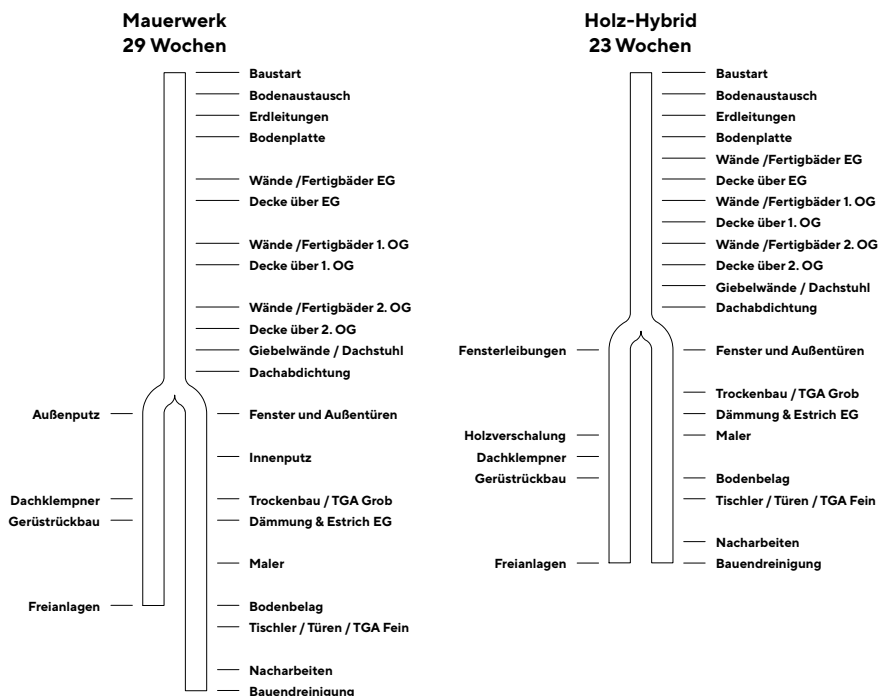 Mauerwerk
29 Wochen
Baustart
Bodenaustausch
Erdleitungen
Bodenplatte
Wände /Fertigbäder EG
Decke über EG
Wände /Fertigbäder 1. OG
Decke über 1. OG
Wände /Fertigbäder 2. OG
Decke über 2. OG
Giebelwände / Dachstuhl
Dachabdichtung
Außenputz
Fenster und Außentüren
Innenputz
Dachklempner
Trockenbau / TGA Grob
Gerüstrückbau
Dämmung & Estrich EG
Maler
Freianlagen
Bodenbelag
Tischler / Türen / TGA Fein
Nacharbeiten
Bauendreinigung
Holz-Hybrid
23 Wochen
Baustart
Bodenaustausch
Erdleitungen
Bodenplatte
Wände /Fertigbäder EG
Decke über EG
Wände /Fertigbäder 1. OG
Decke über 1. OG
Wände /Fertigbäder 2. OG
Decke über 2. OG
Giebelwände / Dachstuhl
Dachabdichtung
Fensterleibungen
Fenster und Außentüren
Trockenbau / TGA Grob
Dämmung & Estrich EG
Holzverschalung
Maler
Dachklempner
Gerüstrückbau
Bodenbelag
Tischler / Türen / TGA Fein
Nacharbeiten
Freianlagen
Bauendreinigung